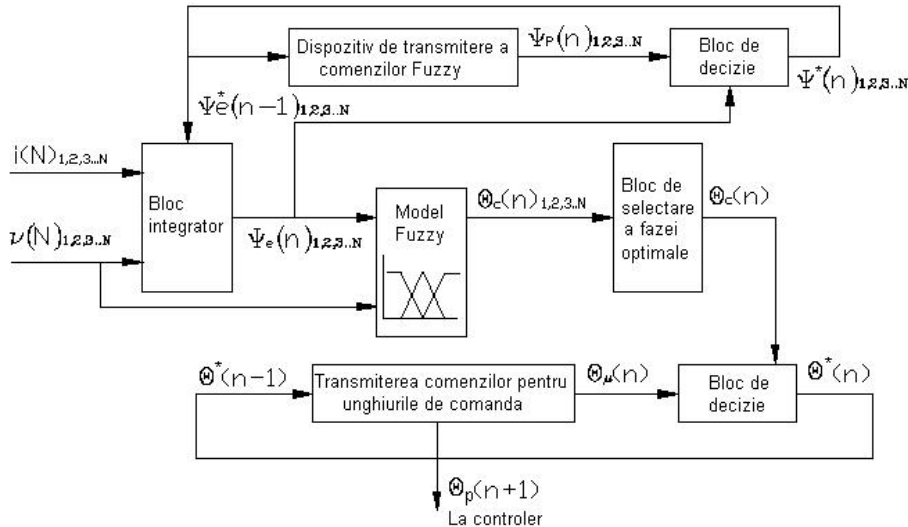 Dispozitiv de transmitere a
comenzilor Fuzzy
Ψₚ(n)1,2,3..N
Bloc de
decizie
Ψ*(n)1,2,3..N
Ψe*(n−1)1,2,3..N
i(N)1,2,3..N
ν(N)1,2,3..N
Bloc
integrator
Ψₑ(n)1,2,3..N
Model
Fuzzy
Θc(n)1,2,3..N
Bloc de
selectare
a fazei
optimale
Θc(n)
Θ*(n−1)
Transmiterea comenzilor pentru
unghiurile de comanda
Θμ(n)
Bloc de
decizie
Θ*(n)
Θp(n+1)
La controler